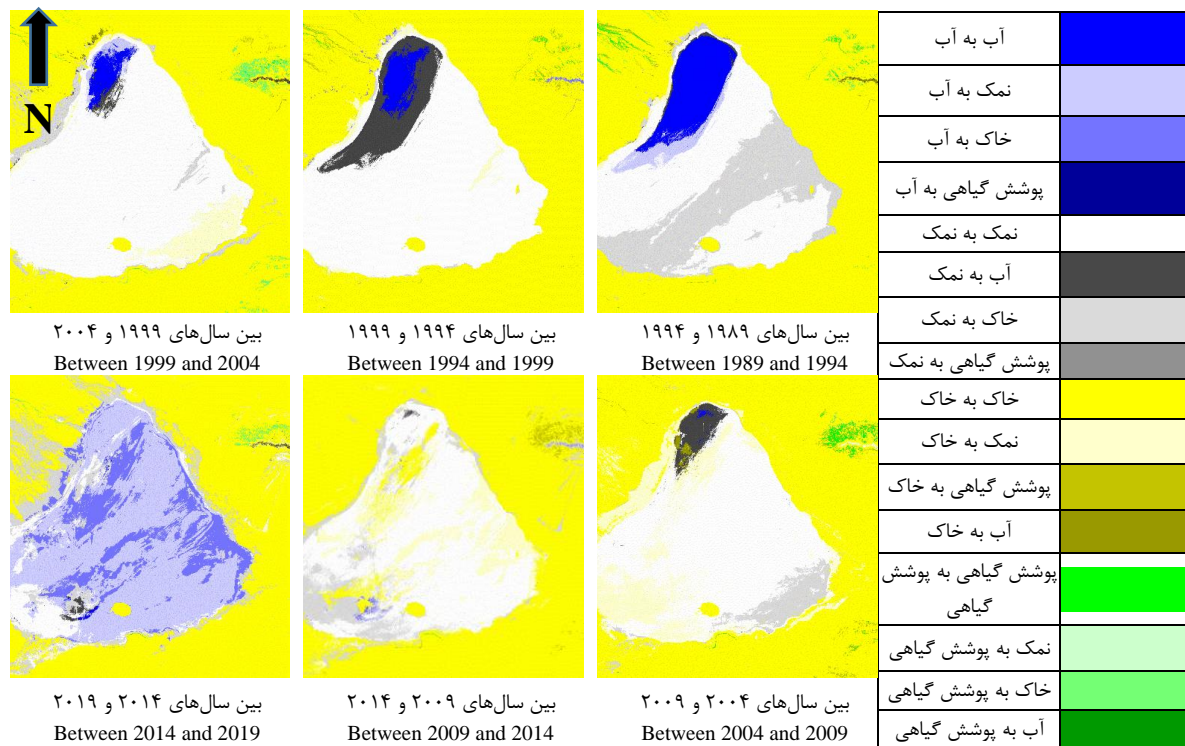 N
بین سال‌های ۱۹۸۹ و ۱۹۹۴
Between 1989 and 1994
بین سال‌های ۱۹۹۴ و ۱۹۹۹
Between 1994 and 1999
بین سال‌های ۱۹۹۹ و ۲۰۰۴
Between 1999 and 2004
بین سال‌های ۲۰۰۴ و ۲۰۰۹
Between 2004 and 2009
بین سال‌های ۲۰۰۹ و ۲۰۱۴
Between 2009 and 2014
بین سال‌های ۲۰۱۴ و ۲۰۱۹
Between 2014 and 2019
آب به آب
نمک به آب
خاک به آب
پوشش گیاهی به آب
نمک به نمک
آب به نمک
خاک به نمک
پوشش گیاهی به نمک
خاک به خاک
نمک به خاک
پوشش گیاهی به خاک
آب به خاک
پوشش گیاهی به پوشش
گیاهی
نمک به پوشش گیاهی
خاک به پوشش گیاهی
آب به پوشش گیاهی